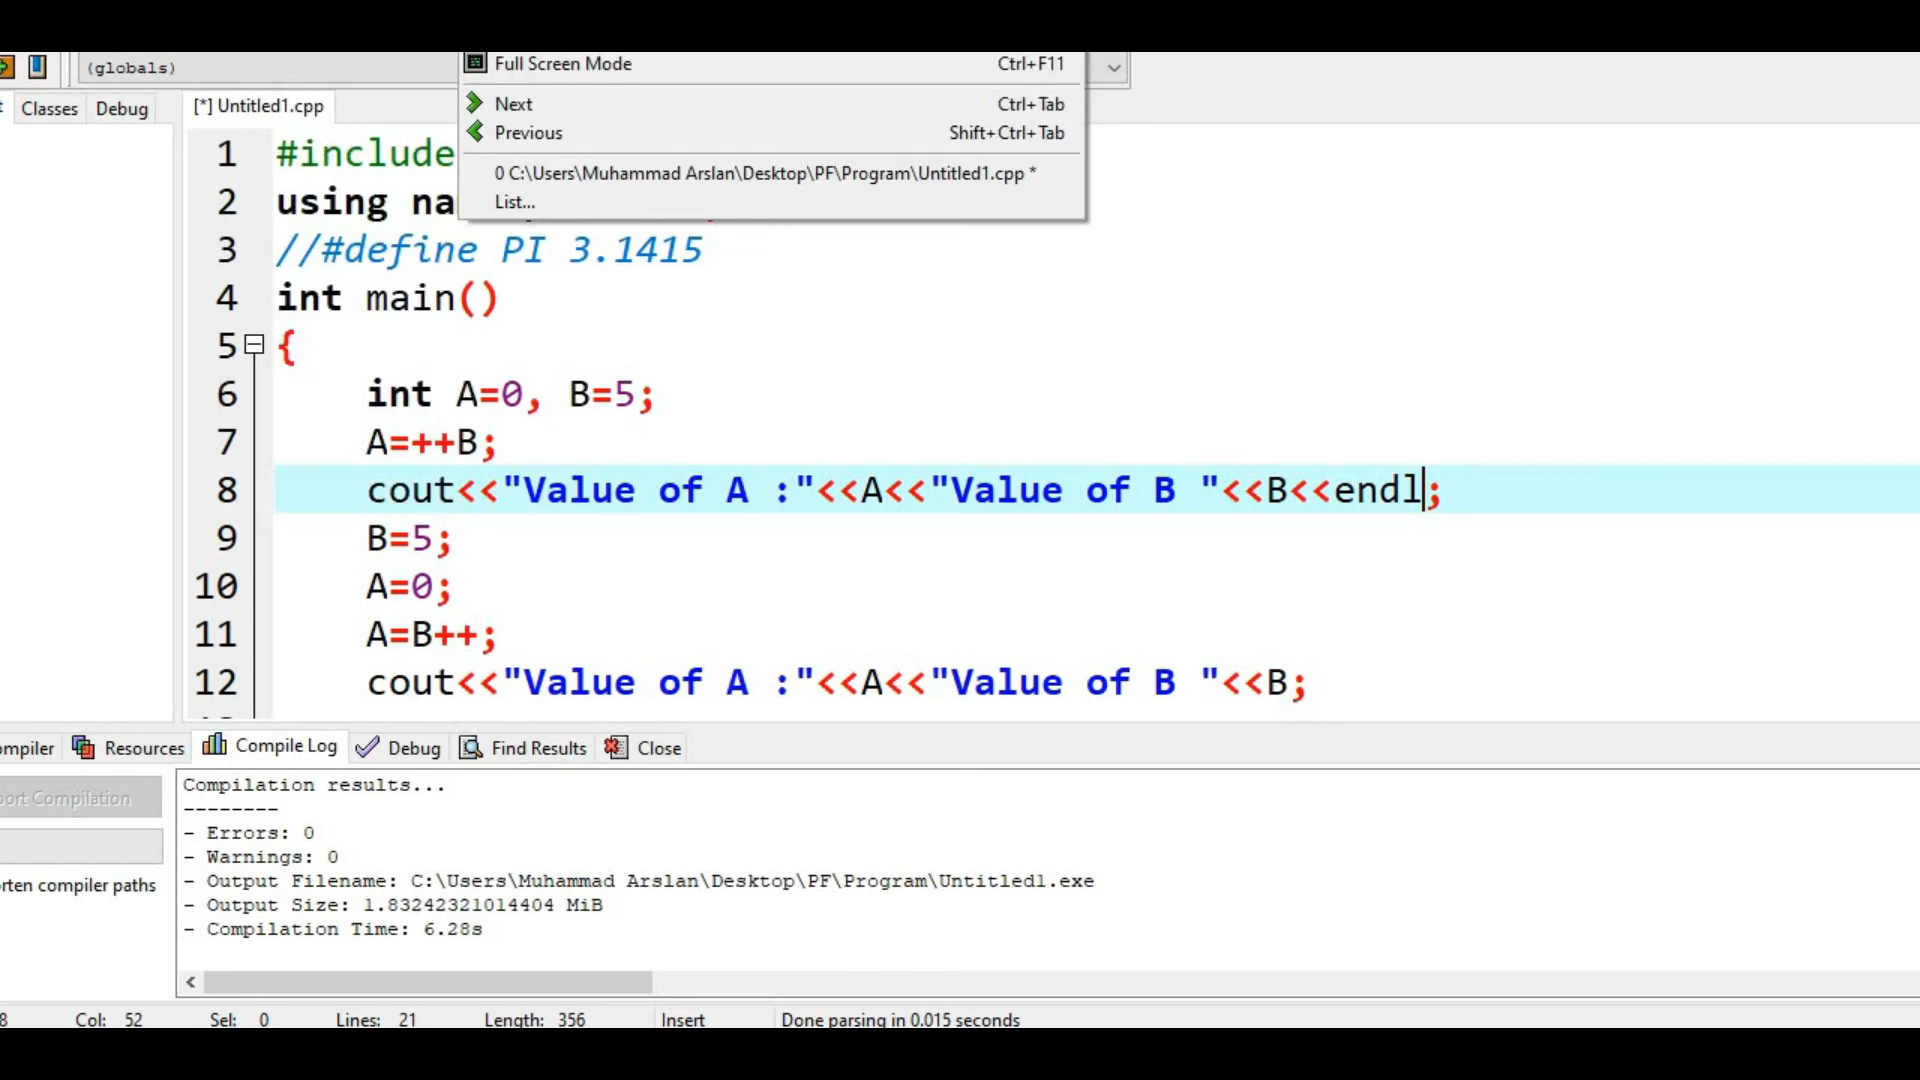 (globals)
Full Screen Mode Ctrl+F11
Next Ctrl+Tab
Previous Shift+Ctrl+Tab
0 C:\Users\Muhammad Arslan\Desktop\PF\Program\Untitled1.cpp *
List...
Classes Debug [*] Untitled1.cpp
1 #include
2 using na
3 //#define PI 3.1415
4 int main()
5 {
6 int A=0, B=5;
7 A=++B;
8 cout<<"Value of A :"<<A<<"Value of B "<<B<<endl;
9 B=5;
10 A=0;
11 A=B++;
12 cout<<"Value of A :"<<A<<"Value of B "<<B;
ompiler Resources Compile Log Debug Find Results Close
ort Compilation
rten compiler paths
Compilation results...
--------
- Errors: 0
- Warnings: 0
- Output Filename: C:\Users\Muhammad Arslan\Desktop\PF\Program\Untitled1.exe
- Output Size: 1.83242321014404 MiB
- Compilation Time: 6.28s
8 Col: 52 Sel: 0 Lines: 21 Length: 356 Insert Done parsing in 0.015 seconds